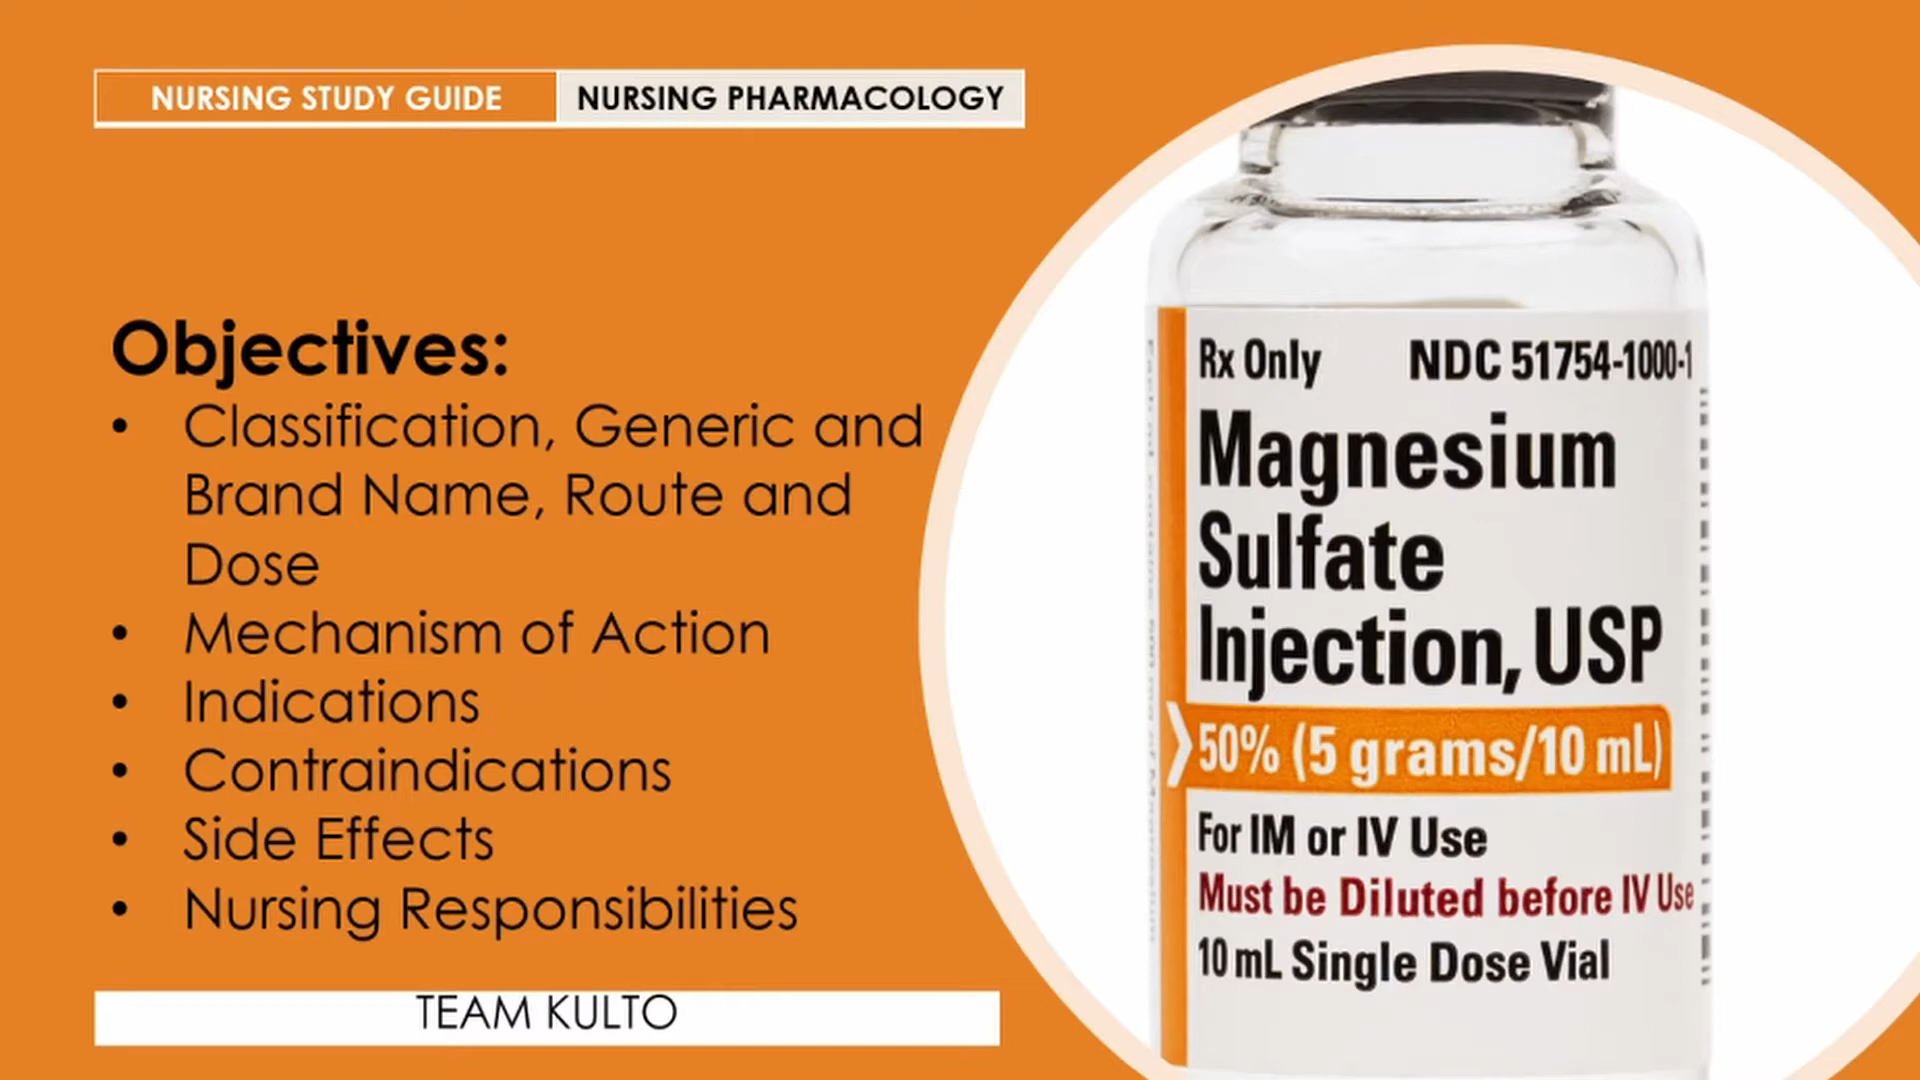 NURSING STUDY GUIDE
NURSING PHARMACOLOGY
Objectives:
• Classification, Generic and
Brand Name, Route and
Dose
• Mechanism of Action
• Indications
• Contraindications
• Side Effects
• Nursing Responsibilities
TEAM KULTO
Rx Only NDC 51754-1000-1
Magnesium
Sulfate
Injection, USP
50% (5 grams/10 mL)
For IM or IV Use
Must be Diluted before IV Use
10 mL Single Dose Vial